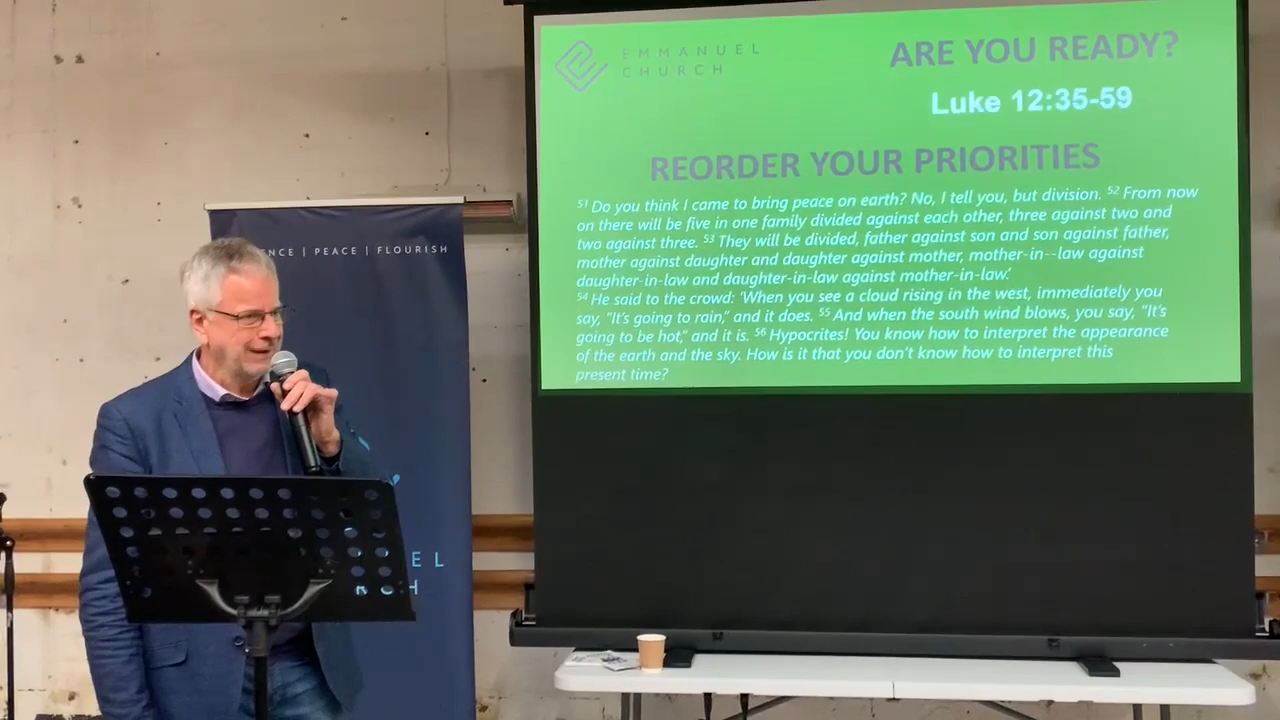 EMMANUEL
CHURCH
ARE YOU READY?
Luke 12:35-59
REORDER YOUR PRIORITIES
51 Do you think I came to bring peace on earth? No, I tell you, but division. 52 From now
on there will be five in one family divided against each other, three against two and
two against three. 53 They will be divided, father against son and son against father,
mother against daughter and daughter against mother, mother-in--law against
daughter-in-law and daughter-in-law against mother-in-law.'
54 He said to the crowd: 'When you see a cloud rising in the west, immediately you
say, "It's going to rain," and it does. 55 And when the south wind blows, you say, "It's
going to be hot," and it is. 56 Hypocrites! You know how to interpret the appearance
of the earth and the sky. How is it that you don't know how to interpret this
present time?
| PEACE | FLOURISH